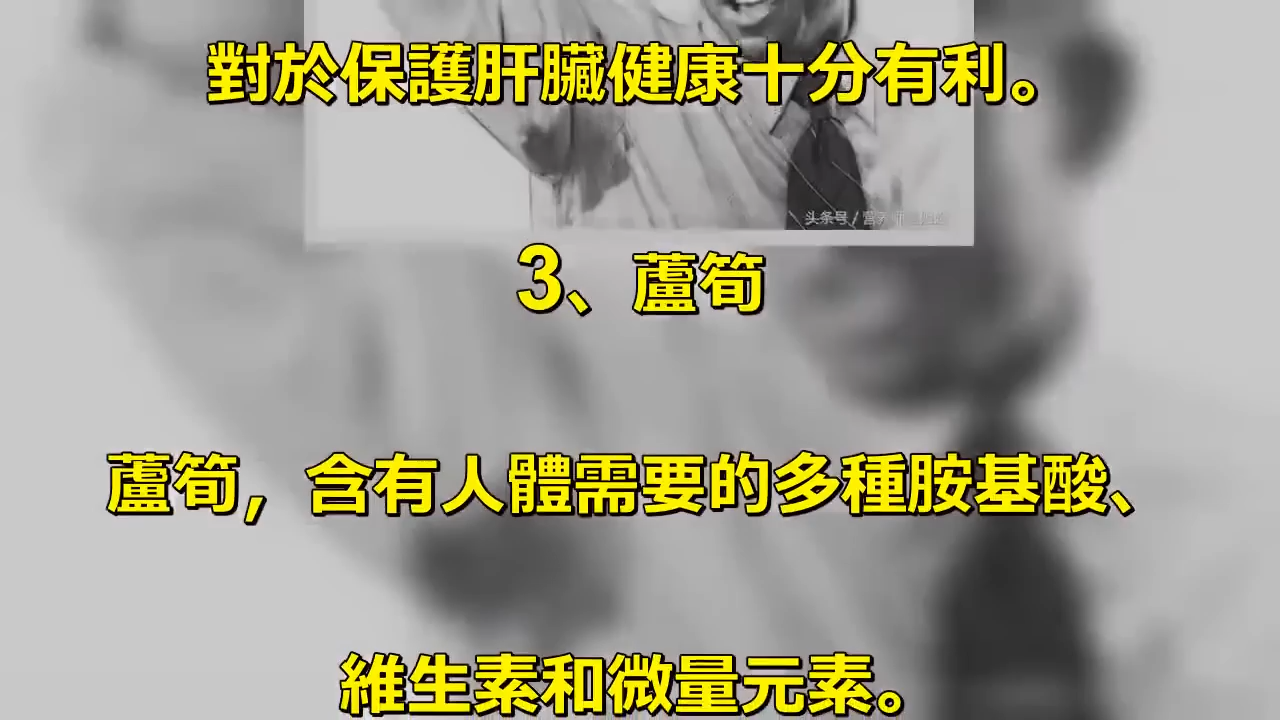 對於保護肝臟健康十分有利。
头条号 / 营养
3、蘆筍
蘆筍，含有人體需要的多種胺基酸、
維生素和微量元素。